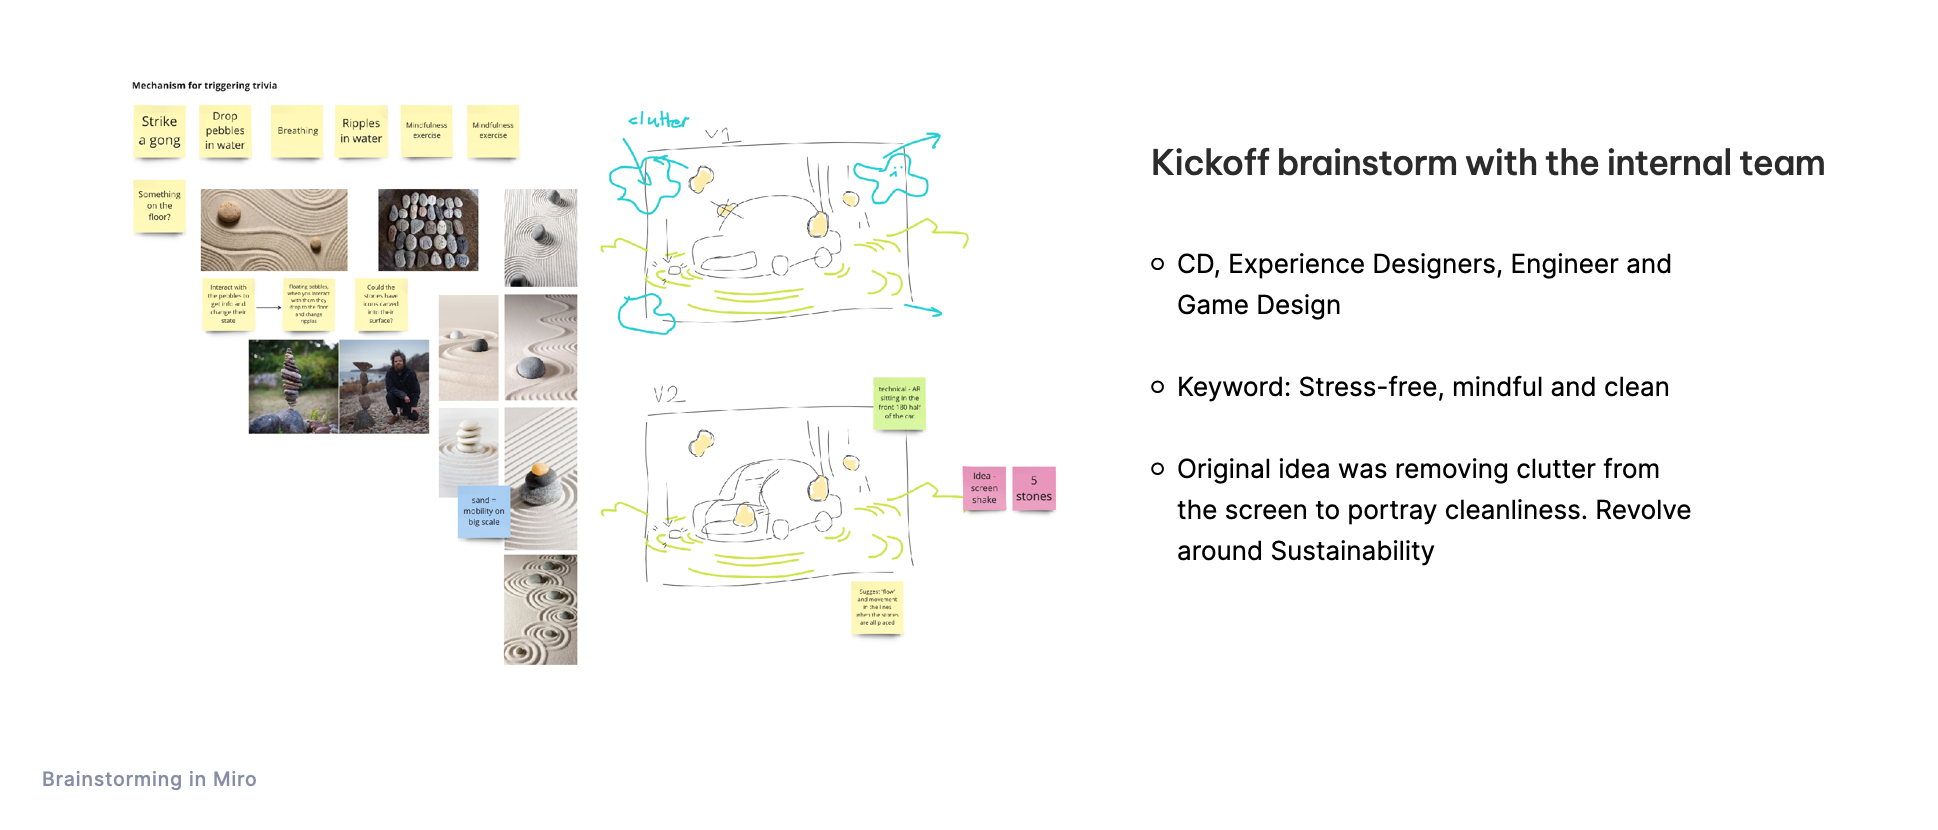 Mechanism for triggering trivia
Strike
a gong
Drop
pebbles
in water
Breathing
Ripples
in water
Mindfulness
exercise
Mindfulness
exercise
Something
on the
floor?
Interact with
the pebbles to
get info and
change their
state
Floating pebbles,
when you interact
with them they
drop to the floor
and change
ripples
Could the
stones have
icons carved
into their
surface?
sand =
mobility on
big scale
clutter
V1
V2
technical - AR
sitting in the
front 180 half
of the car
Idea -
screen
shake
5
stones
Suggest "flow"
and movement
in the lines
when the stones
are all placed
Kickoff brainstorm with the internal team
CD, Experience Designers, Engineer and
Game Design
Keyword: Stress-free, mindful and clean
Original idea was removing clutter from
the screen to portray cleanliness. Revolve
around Sustainability
Brainstorming in Miro